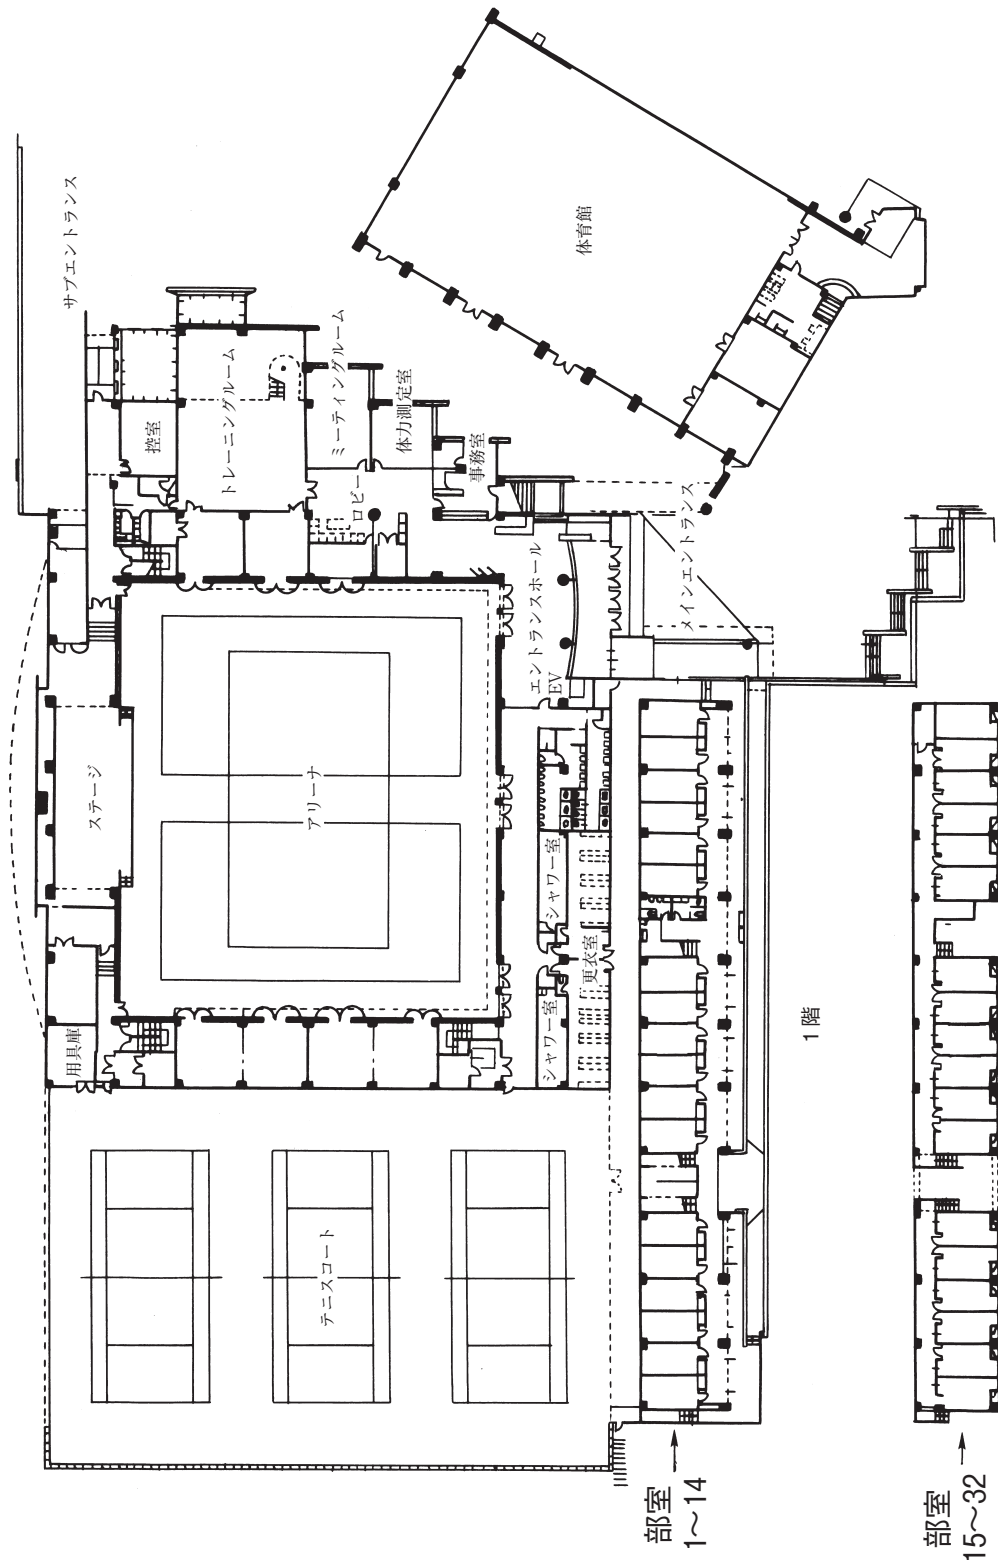 サブエントランス
控室
トレーニングルーム
ミーティングルーム
体力測定室
ロビー
事務室
体育館
エントランスホール
EV
メインエントランス
ステージ
アリーナ
用具庫
シャワー室
シャワー室
更衣室
テニスコート
1階
部室
1〜14
部室
15〜32